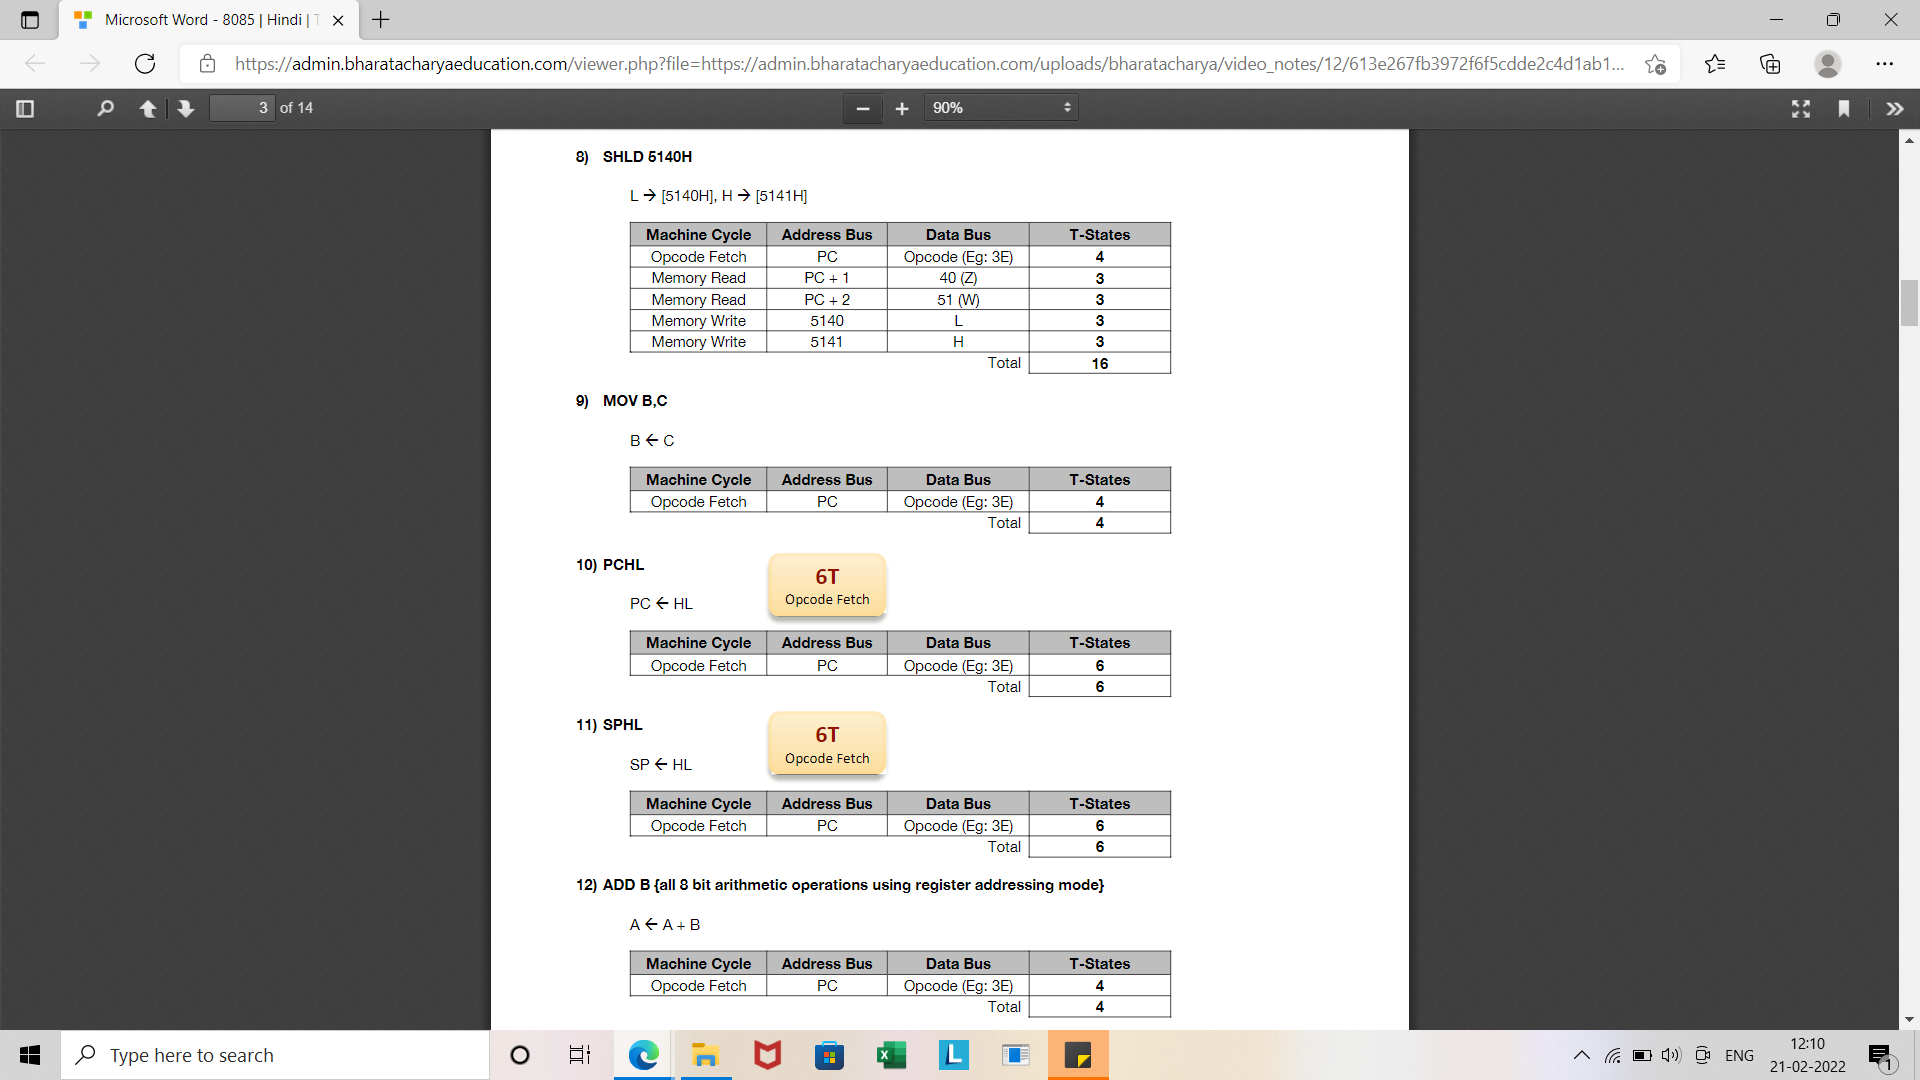 Microsoft Word - 8085 | Hindi | T
https://admin.bharatacharyaeducation.com/viewer.php?file=https://admin.bharatacharyaeducation.com/uploads/bharatacharya/video_notes/12/613e267fb3972f6f5cdde2c4d1ab1...
3 of 14
90%
8) SHLD 5140H
L → [5140H], H → [5141H]
Machine Cycle Address Bus Data Bus T-States
Opcode Fetch PC Opcode (Eg: 3E) 4
Memory Read PC + 1 40 (Z) 3
Memory Read PC + 2 51 (W) 3
Memory Write 5140 L 3
Memory Write 5141 H 3
Total 16
9) MOV B,C
B ← C
Machine Cycle Address Bus Data Bus T-States
Opcode Fetch PC Opcode (Eg: 3E) 4
Total 4
10) PCHL
6T
Opcode Fetch
PC ← HL
Machine Cycle Address Bus Data Bus T-States
Opcode Fetch PC Opcode (Eg: 3E) 6
Total 6
11) SPHL
6T
Opcode Fetch
SP ← HL
Machine Cycle Address Bus Data Bus T-States
Opcode Fetch PC Opcode (Eg: 3E) 6
Total 6
12) ADD B {all 8 bit arithmetic operations using register addressing mode}
A ← A + B
Machine Cycle Address Bus Data Bus T-States
Opcode Fetch PC Opcode (Eg: 3E) 4
Total 4
Type here to search
L
ENG
12:10
21-02-2022
1